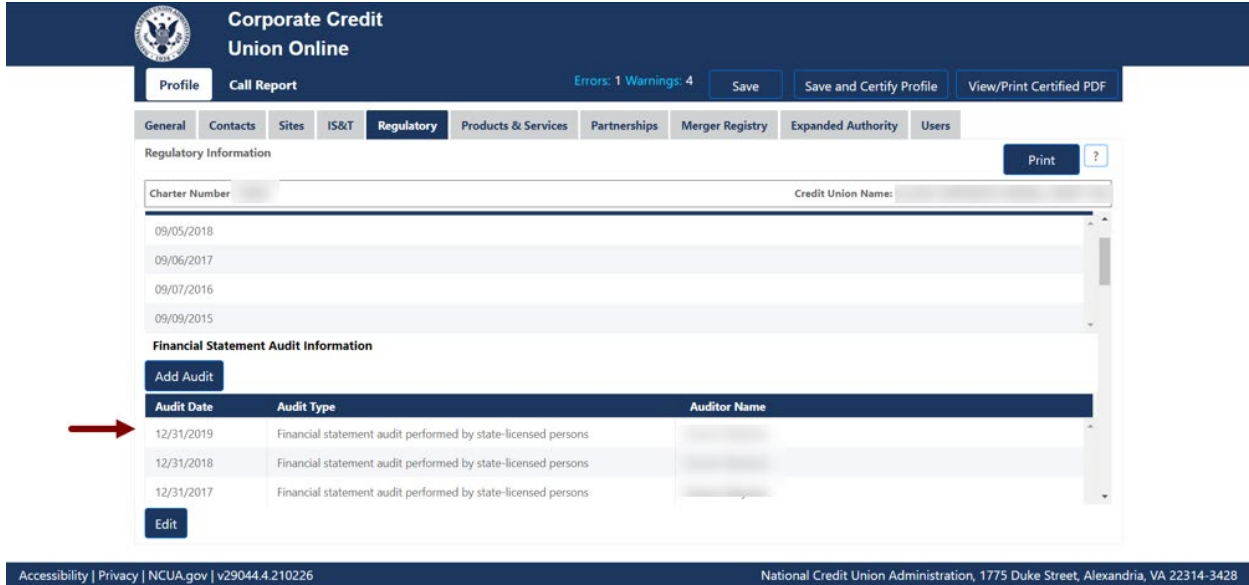 Corporate Credit
Union Online
Profile Call Report Errors: 1 Warnings: 4 Save Save and Certify Profile View/Print Certified PDF
General Contacts Sites IS&T Regulatory Products & Services Partnerships Merger Registry Expanded Authority Users
Regulatory Information Print ?
Charter Number Credit Union Name:
09/05/2018
09/06/2017
09/07/2016
09/09/2015
Financial Statement Audit Information
Add Audit
Audit Date Audit Type Auditor Name
12/31/2019 Financial statement audit performed by state-licensed persons
12/31/2018 Financial statement audit performed by state-licensed persons
12/31/2017 Financial statement audit performed by state-licensed persons
Edit
Accessibility | Privacy | NCUA.gov | v29044.4.210226 National Credit Union Administration, 1775 Duke Street, Alexandria, VA 22314-3428